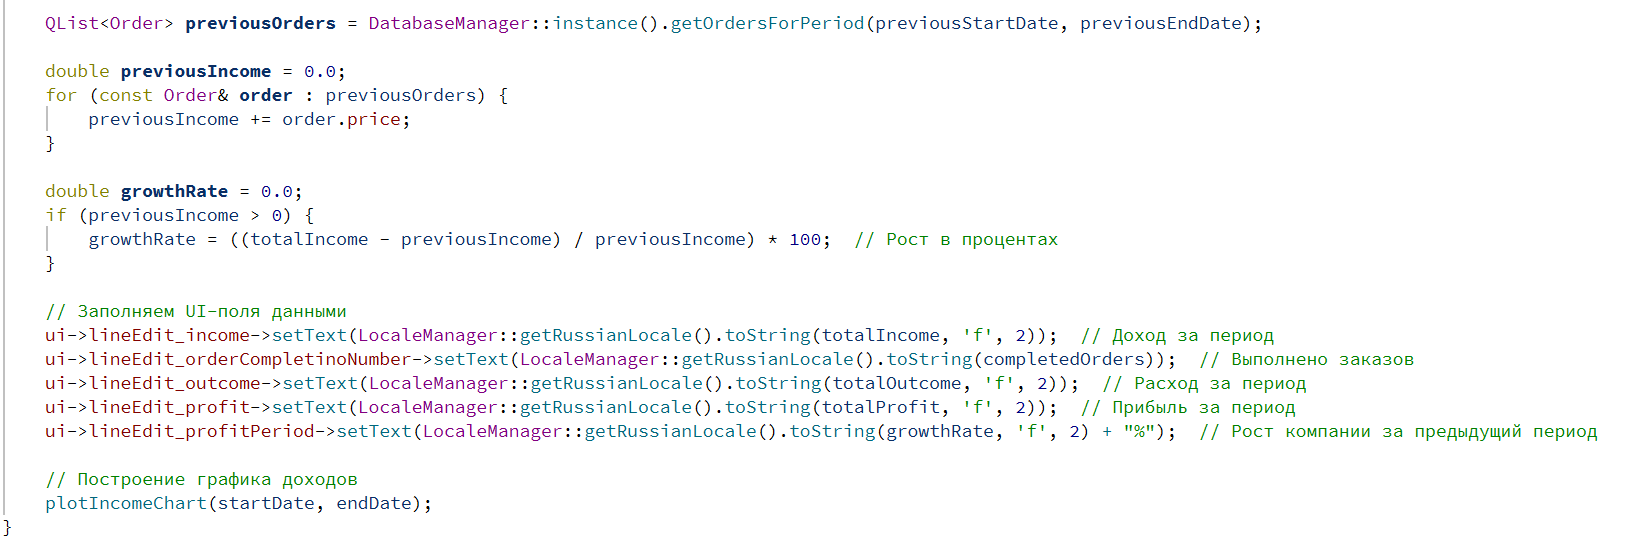 QList<Order> previousOrders = DatabaseManager::instance().getOrdersForPeriod(previousStartDate, previousEndDate);
double previousIncome = 0.0;
for (const Order& order : previousOrders) {
previousIncome += order.price;
}
double growthRate = 0.0;
if (previousIncome > 0) {
growthRate = ((totalIncome - previousIncome) / previousIncome) * 100;  // Рост в процентах
}
// Заполняем UI-поля данными
ui->lineEdit_income->setText(LocaleManager::getRussianLocale().toString(totalIncome, 'f', 2));  // Доход за период
ui->lineEdit_orderCompletinoNumber->setText(LocaleManager::getRussianLocale().toString(completedOrders));  // Выполнено заказов
ui->lineEdit_outcome->setText(LocaleManager::getRussianLocale().toString(totalOutcome, 'f', 2));  // Расход за период
ui->lineEdit_profit->setText(LocaleManager::getRussianLocale().toString(totalProfit, 'f', 2));  // Прибыль за период
ui->lineEdit_profitPeriod->setText(LocaleManager::getRussianLocale().toString(growthRate, 'f', 2) + "%");  // Рост компании за предыдущий период
// Построение графика доходов
plotIncomeChart(startDate, endDate);
}